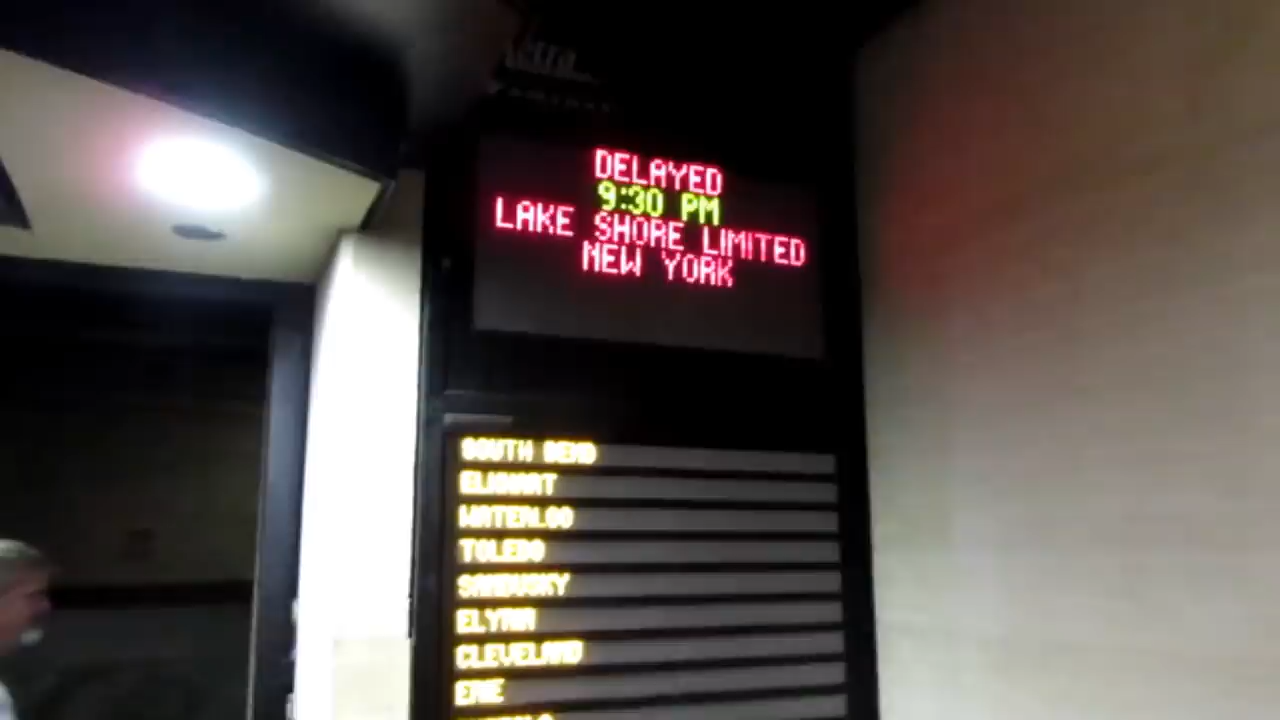 DELAYED
9:30 PM
LAKE SHORE LIMITED
NEW YORK
SOUTH BEND
ELKHART
WATERLOO
TOLEDO
SANDUSKY
ELYRIA
CLEVELAND
ERIE